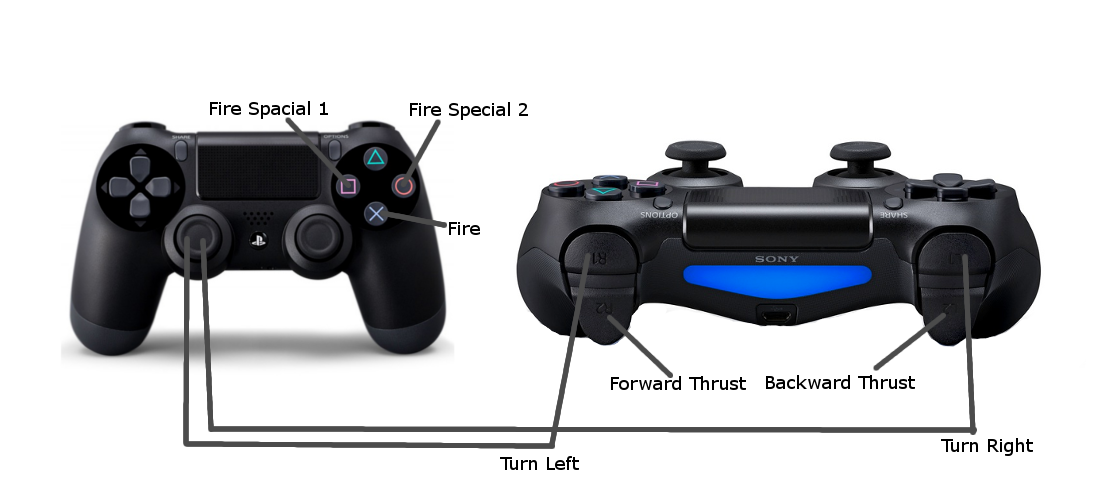 Fire Spacial 1
Fire Special 2
SHARE
OPTIONS
Fire
OPTIONS
SHARE
R1
SONY
R2
Forward Thrust
Backward Thrust
Turn Right
Turn Left